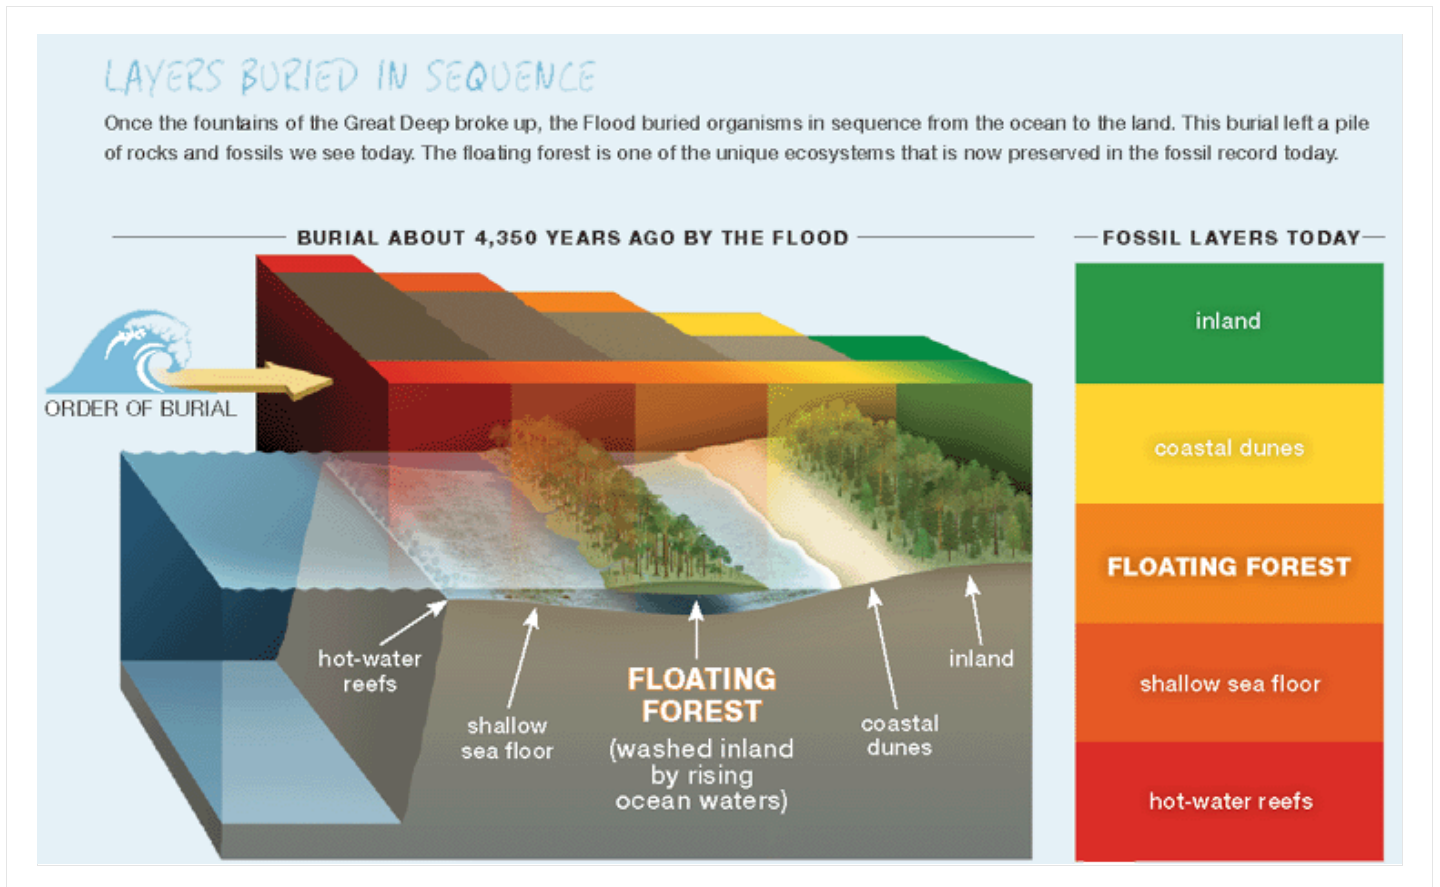 LAYERS BURIED IN SEQUENCE
Once the fountains of the Great Deep broke up, the Flood buried organisms in sequence from the ocean to the land. This burial left a pile
of rocks and fossils we see today. The floating forest is one of the unique ecosystems that is now preserved in the fossil record today.
BURIAL ABOUT 4,350 YEARS AGO BY THE FLOOD
ORDER OF BURIAL
hot-water
reefs
shallow
sea floor
FLOATING
FOREST
(washed inland
by rising
ocean waters)
coastal
dunes
inland
FOSSIL LAYERS TODAY
inland
coastal dunes
FLOATING FOREST
shallow sea floor
hot-water reefs